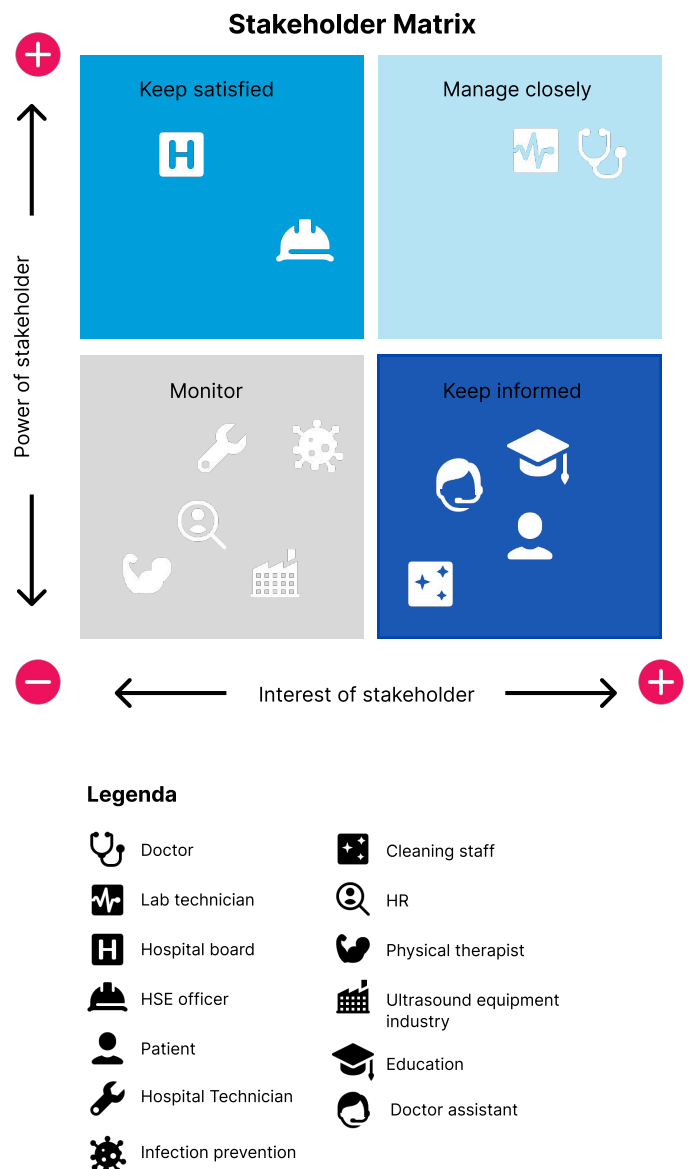 Stakeholder Matrix
Keep satisfied
Manage closely
H
Power of stakeholder
Monitor
Keep informed
Interest of stakeholder
Legenda
Doctor
Lab technician
H
Hospital board
HSE officer
Patient
Hospital Technician
Infection prevention
Cleaning staff
HR
Physical therapist
Ultrasound equipment
industry
Education
Doctor assistant